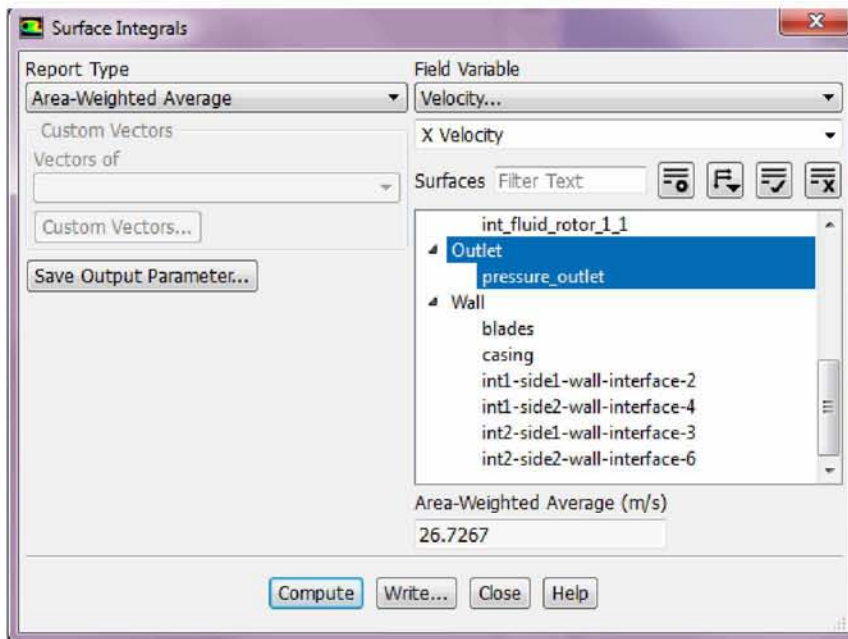 Surface Integrals
Report Type
Area-Weighted Average
Custom Vectors
Vectors of
Custom Vectors...
Save Output Parameter...
Field Variable
Velocity...
X Velocity
Surfaces Filter Text
int_fluid_rotor_1_1
Outlet
pressure_outlet
Wall
blades
casing
int1-side1-wall-interface-2
int1-side2-wall-interface-4
int2-side1-wall-interface-3
int2-side2-wall-interface-6
Area-Weighted Average (m/s)
26.7267
Compute Write... Close Help